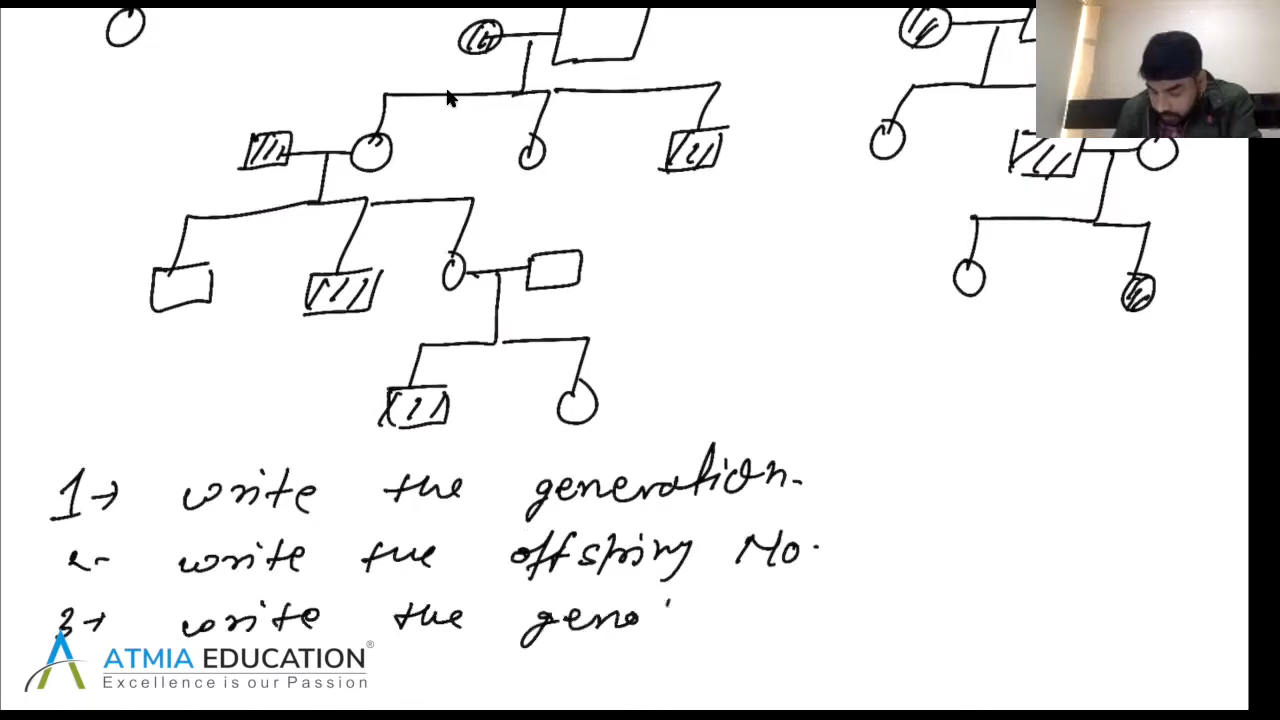 1→ write the generation.
2- write the offspring No.
3→ write the geno
ATMIA EDUCATION®
Excellence is our Passion